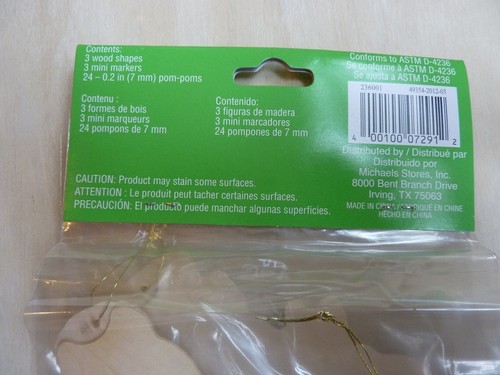 Contents:
3 wood shapes
3 mini markers
24 – 0.2 in (7 mm) pom-poms
Contenu :
3 formes de bois
3 mini marqueurs
24 pompons de 7 mm
Contenido:
3 figuras de madera
3 mini marcadores
24 pompones de 7 mm
CAUTION: Product may stain some surfaces.
ATTENTION : Le produit peut tacher certaines surfaces.
PRECAUCIÓN: El producto puede manchar algunas superficies.
Conforms to ASTM D-4236
Se conforme à ASTM D-4236
Se ajusta a ASTM D-4236
236001 49354-2012-03
4 00100 07291 2
Distributed by / Distribué par
Distribuido por
Michaels Stores, Inc.
8000 Bent Branch Drive
Irving, TX 75063
MADE IN CHINA / FABRIQUÉ EN CHINE
HECHO EN CHINA